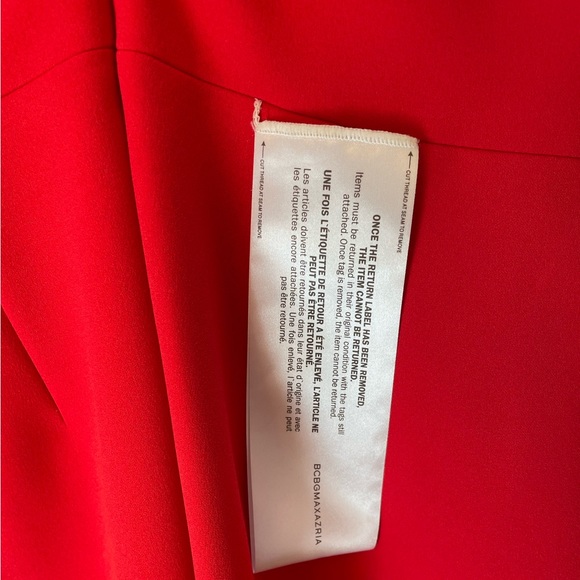 ← CUT THREAD AT SEAM TO REMOVE
ONCE THE RETURN LABEL HAS BEEN REMOVED,
THE ITEM CANNOT BE RETURNED.
Items must be returned in their original condition with the tags still
attached. Once tag is removed, the item cannot be returned.
UNE FOIS L'ÉTIQUETTE DE RETOUR A ÉTÉ ENLEVÉ, L'ARTICLE NE
PEUT PAS ÊTRE RETOURNÉ.
Les articles doivent être retournés dans leur état d'origine et avec
les étiquettes encore attachées. Une fois enlevé, l'article ne peut
pas être retourné.
← CUT THREAD AT SEAM TO REMOVE
BCBGMAXAZRIA